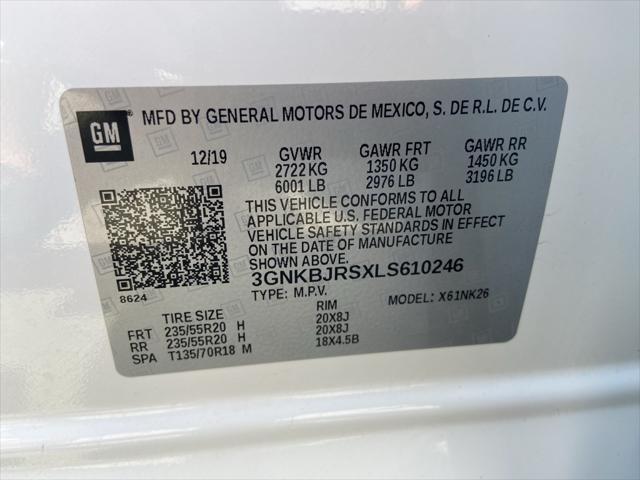 GM
MFD BY GENERAL MOTORS DE MEXICO, S. DE R.L. DE C.V.
12/19 GVWR GAWR FRT GAWR RR
2722 KG 1350 KG 1450 KG
6001 LB 2976 LB 3196 LB
THIS VEHICLE CONFORMS TO ALL
APPLICABLE U.S. FEDERAL MOTOR
VEHICLE SAFETY STANDARDS IN EFFECT
ON THE DATE OF MANUFACTURE
SHOWN ABOVE.
3GNKBJRSXLS610246
TYPE: M.P.V. MODEL: X61NK26
8624
TIRE SIZE RIM
FRT 235/55R20 H 20X8J
RR 235/55R20 H 20X8J
SPA T135/70R18 M 18X4.5B